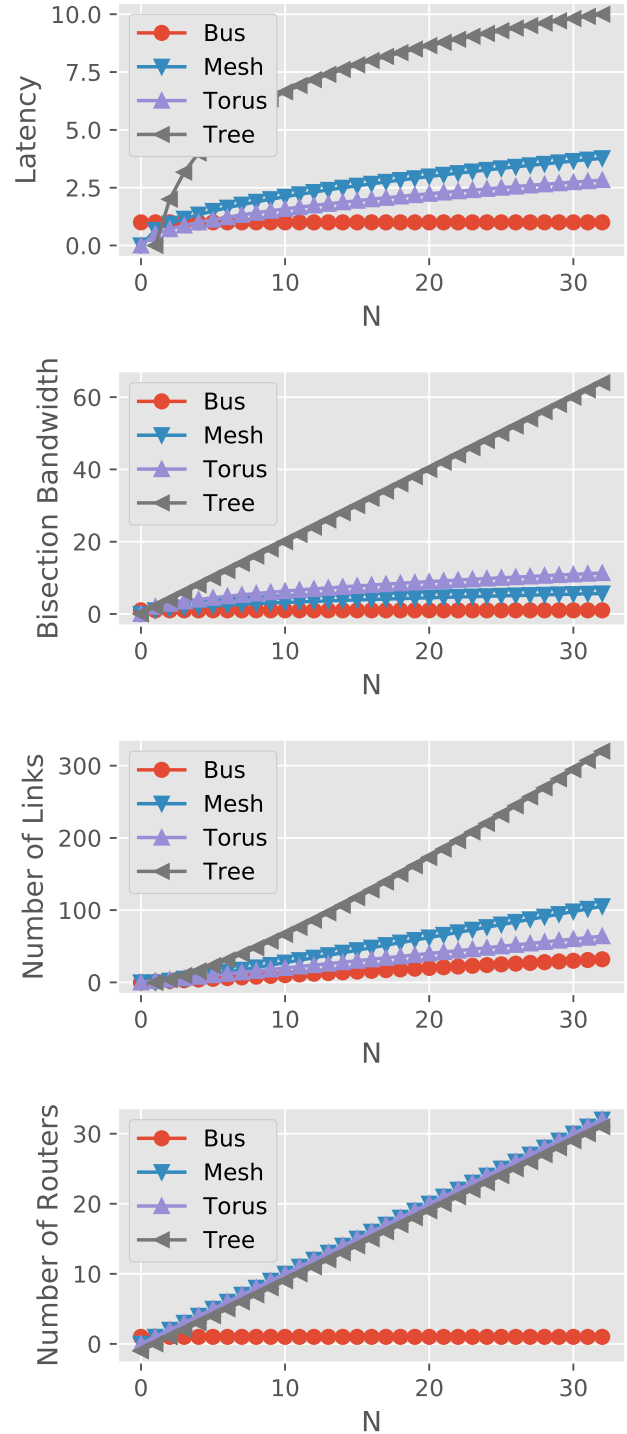 10.0
7.5
5.0
2.5
0.0
Latency
Bus
Mesh
Torus
Tree
0 10 20 30
N
60
40
20
0
Bisection Bandwidth
Bus
Mesh
Torus
Tree
0 10 20 30
N
300
200
100
0
Number of Links
Bus
Mesh
Torus
Tree
0 10 20 30
N
30
20
10
0
Number of Routers
Bus
Mesh
Torus
Tree
0 10 20 30
N